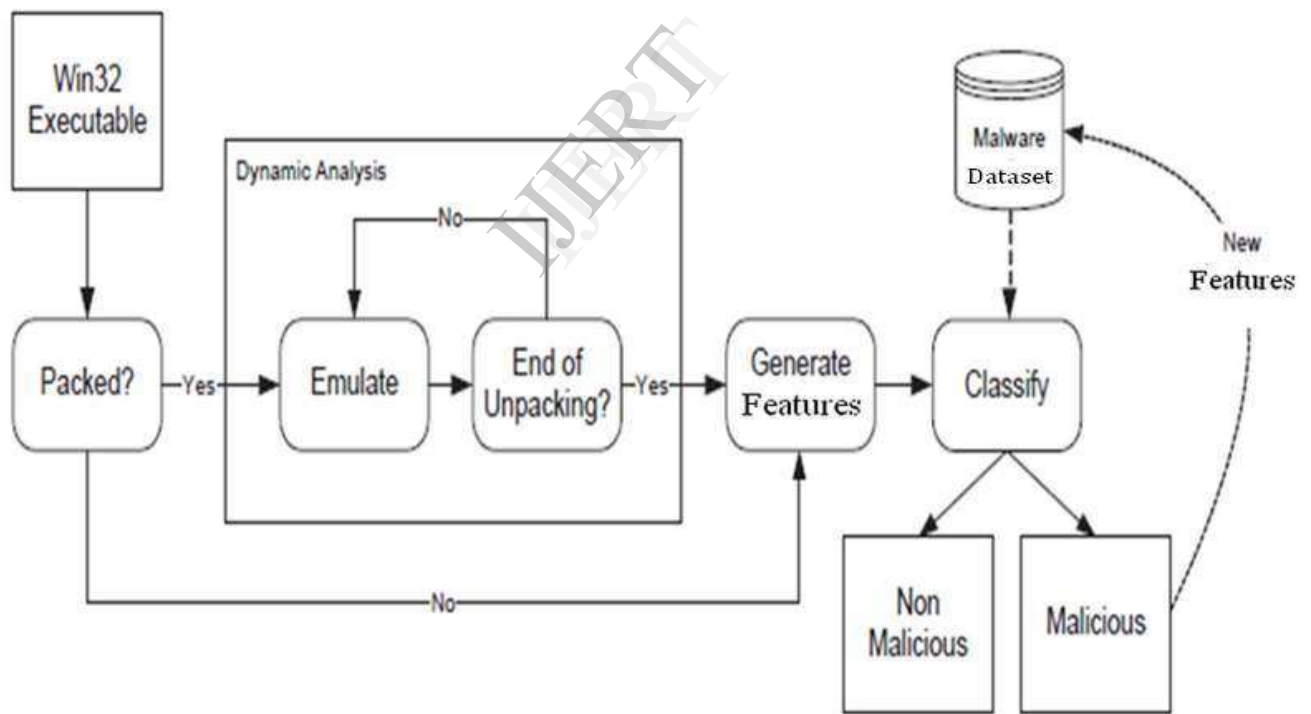 Win32
Executable
Dynamic Analysis
No
Packed?
Yes
Emulate
End of
Unpacking?
Yes
Generate
Features
Classify
Malware
Dataset
New
Features
No
Non
Malicious
Malicious
IJERT